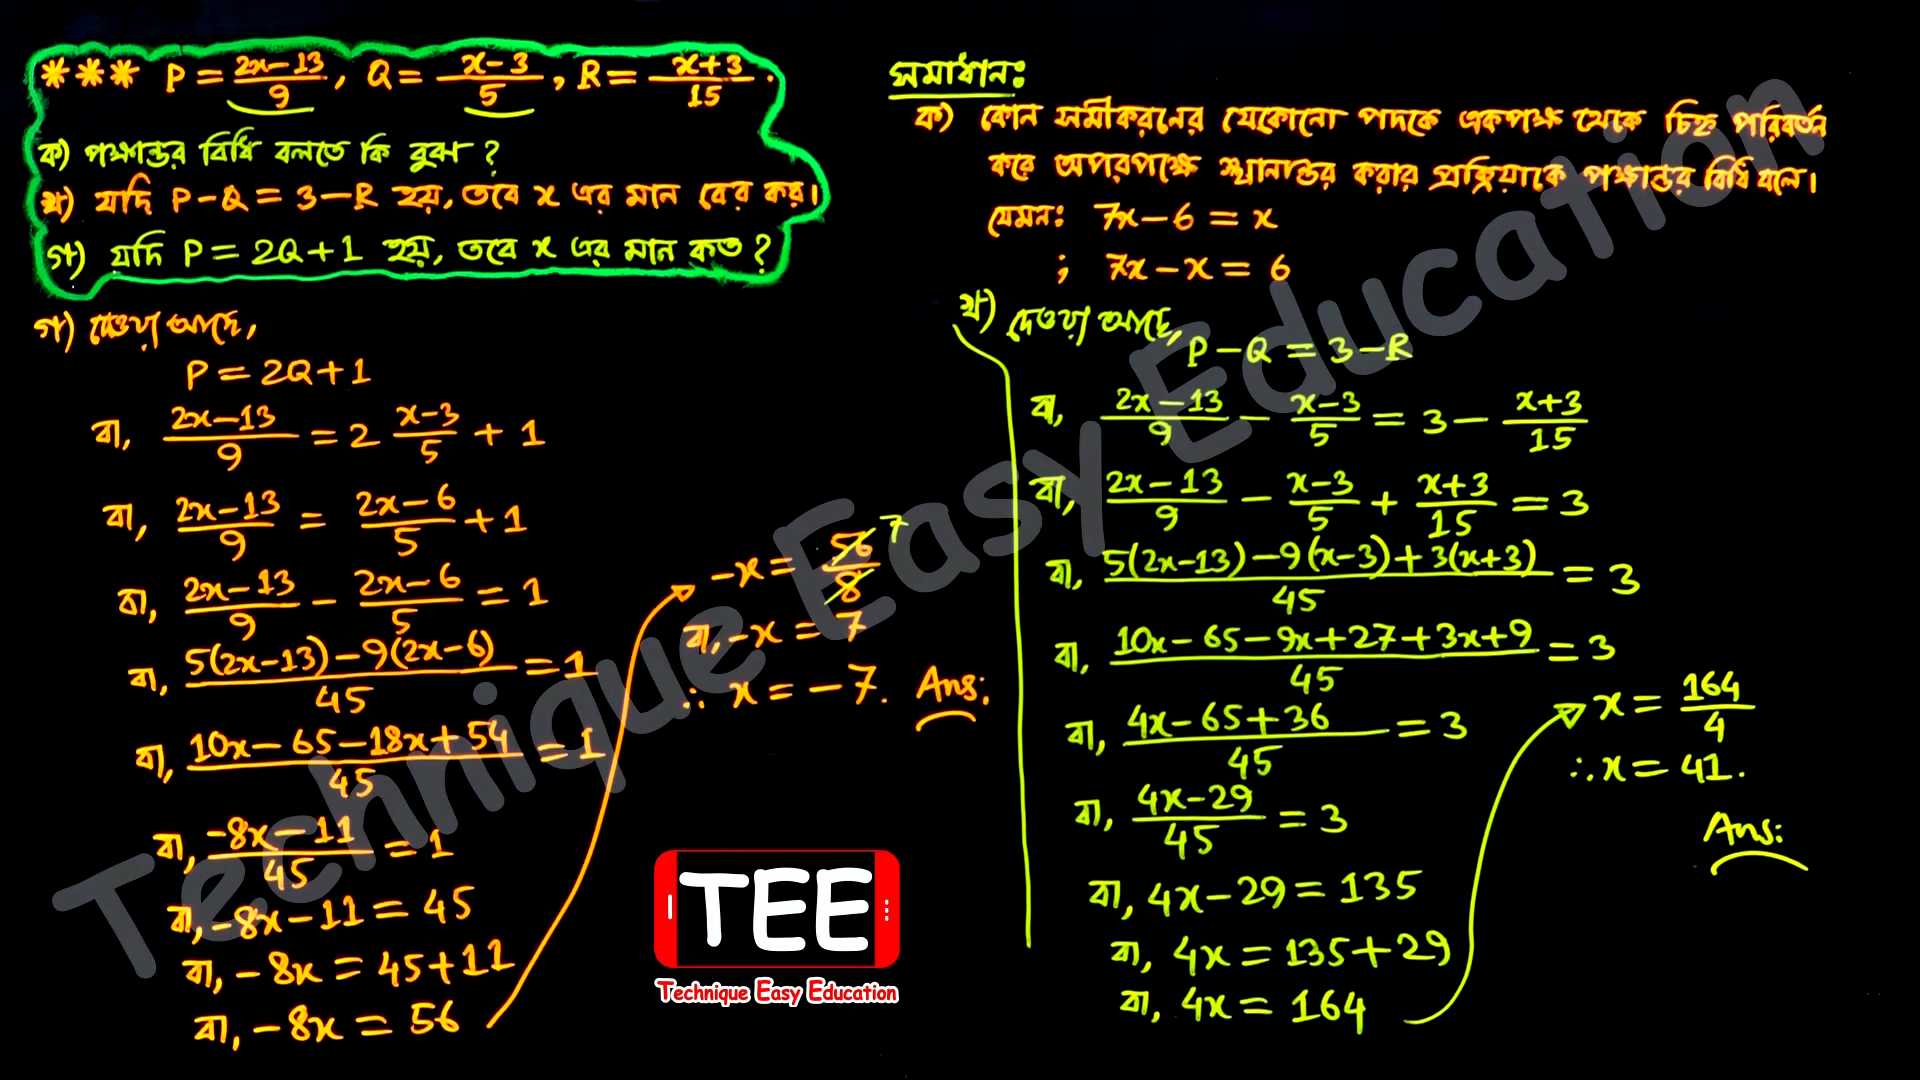 *** P = (2x-13)/9, Q = (x-3)/5, R = (x+3)/15.
ক) পক্ষান্তর বিধি বলতে কি বুঝ ?
খ) যদি P-Q = 3-R হয়, তবে x এর মান বের কর।
গ) যদি P = 2Q+1 হয়, তবে x এর মান কত ?
গ) দেওয়া আছে,
P = 2Q+1
বা, (2x-13)/9 = 2 (x-3)/5 + 1
বা, (2x-13)/9 = (2x-6)/5 + 1
বা, (2x-13)/9 - (2x-6)/5 = 1
বা, (5(2x-13)-9(2x-6))/45 = 1
বা, (10x-65-18x+54)/45 = 1
বা, (-8x-11)/45 = 1
বা, -8x-11 = 45
বা, -8x = 45+11
বা, -8x = 56
-x = 56/8 7
বা, -x = 7
∴ x = -7. Ans:
সমাধানঃ
ক) কোন সমীকরনের যেকোনো পদকে একপক্ষ থেকে চিহ্ন পরিবর্তন
করে অপরপক্ষে স্থানান্তর করার প্রক্রিয়াকে পক্ষান্তর বিধি বলে।
যেমনঃ 7x-6 = x
; 7x-x = 6
খ) দেওয়া আছে,
P-Q = 3-R
বা, (2x-13)/9 - (x-3)/5 = 3 - (x+3)/15
বা, (2x-13)/9 - (x-3)/5 + (x+3)/15 = 3
বা, (5(2x-13)-9(x-3)+3(x+3))/45 = 3
বা, (10x-65-9x+27+3x+9)/45 = 3
বা, (4x-65+36)/45 = 3
বা, (4x-29)/45 = 3
বা, 4x-29 = 135
বা, 4x = 135+29
বা, 4x = 164
x = 164/4
∴ x = 41.
Ans:
TEE
Technique Easy Education
Technique Easy Education